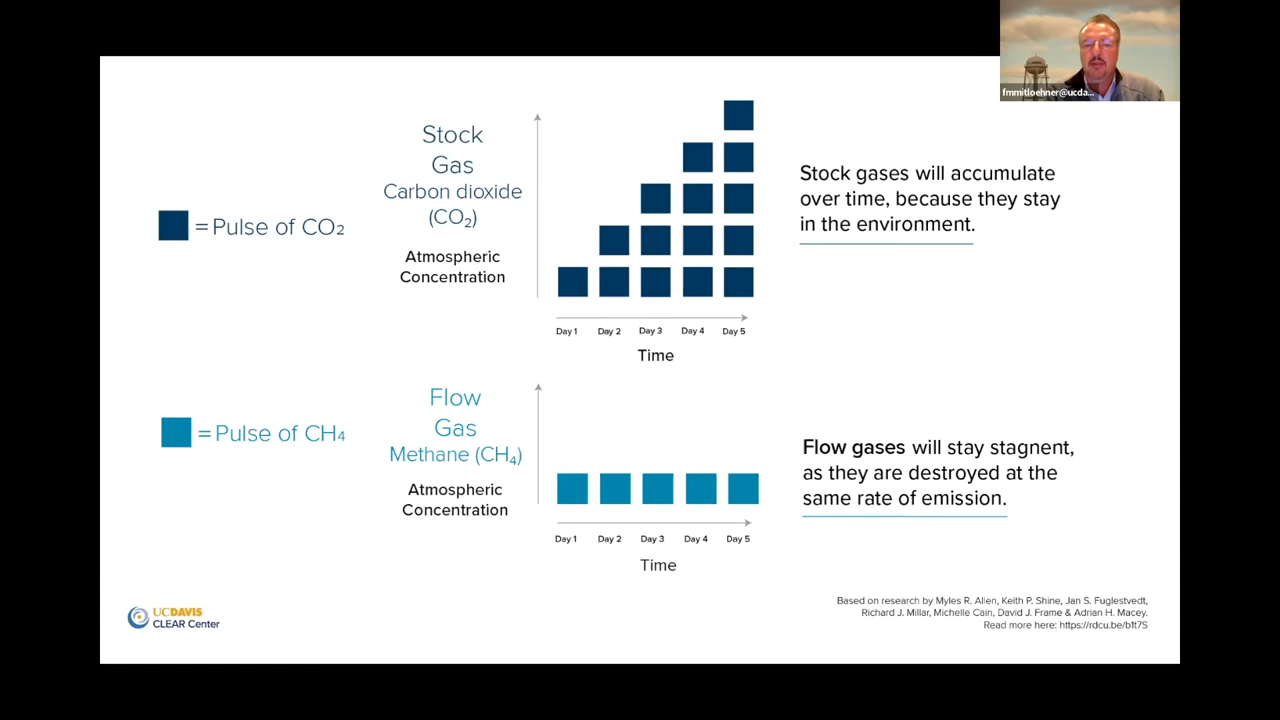 fmmitloehner@ucda...
Stock
Gas
Carbon dioxide
(CO₂)
Atmospheric
Concentration
= Pulse of CO₂
Stock gases will accumulate
over time, because they stay
in the environment.
Day 1 Day 2 Day 3 Day 4 Day 5
Time
Flow
Gas
Methane (CH₄)
Atmospheric
Concentration
= Pulse of CH₄
Flow gases will stay stagnent,
as they are destroyed at the
same rate of emission.
Day 1 Day 2 Day 3 Day 4 Day 5
Time
UCDAVIS
CLEAR Center
Based on research by Myles R. Allen, Keith P. Shine, Jan S. Fuglestvedt,
Richard J. Millar, Michelle Cain, David J. Frame & Adrian H. Macey.
Read more here: https://rdcu.be/b1t7S